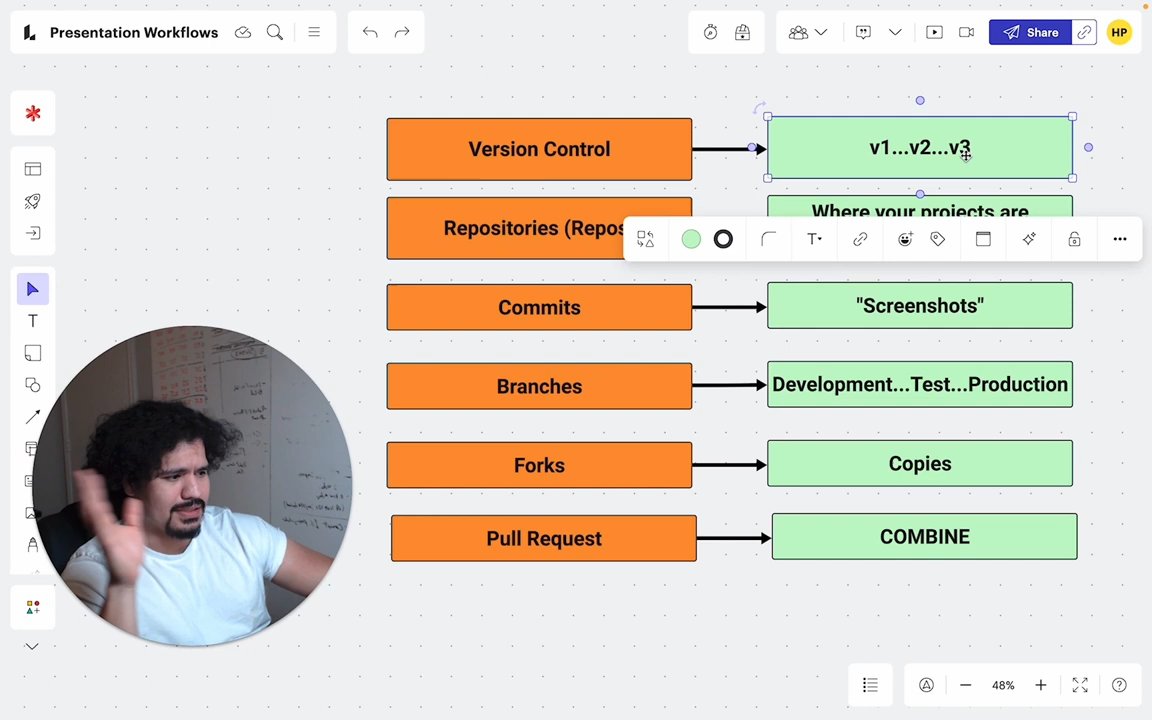 Presentation Workflows
Share
HP
Version Control
v1...v2...v3
Repositories (Repos
Where your projects are
Commits
"Screenshots"
Branches
Development...Test...Production
Forks
Copies
Pull Request
COMBINE
48%